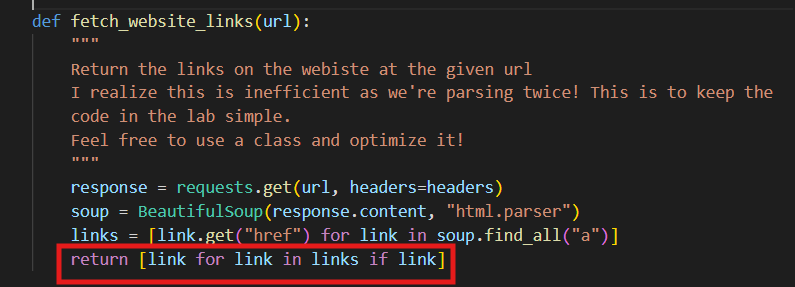 def fetch_website_links(url):
    """
    Return the links on the webiste at the given url
    I realize this is inefficient as we're parsing twice! This is to keep the
    code in the lab simple.
    Feel free to use a class and optimize it!
    """
    response = requests.get(url, headers=headers)
    soup = BeautifulSoup(response.content, "html.parser")
    links = [link.get("href") for link in soup.find_all("a")]
    return [link for link in links if link]